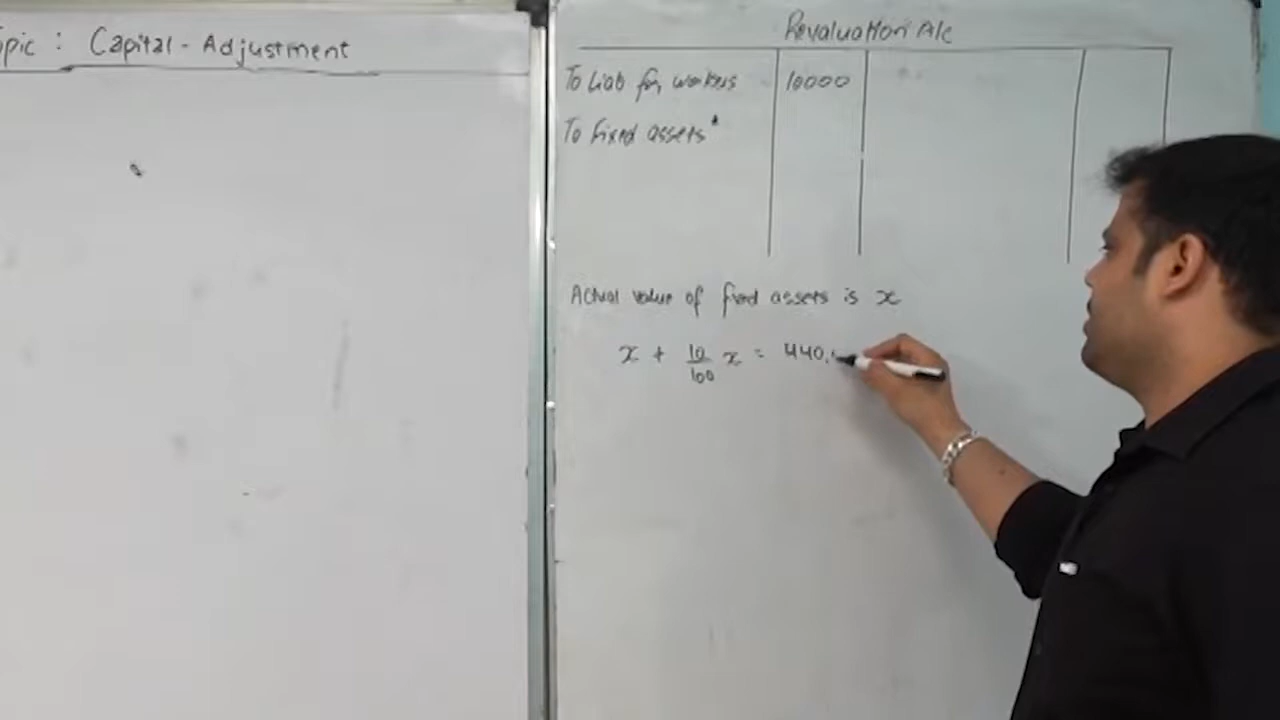 pic : Capital - Adjustment
Revaluation A/c
To Liab for workers 10000
To Fixed assets*
Actual value of fixed assets is x
x + 10/100 x = 440,